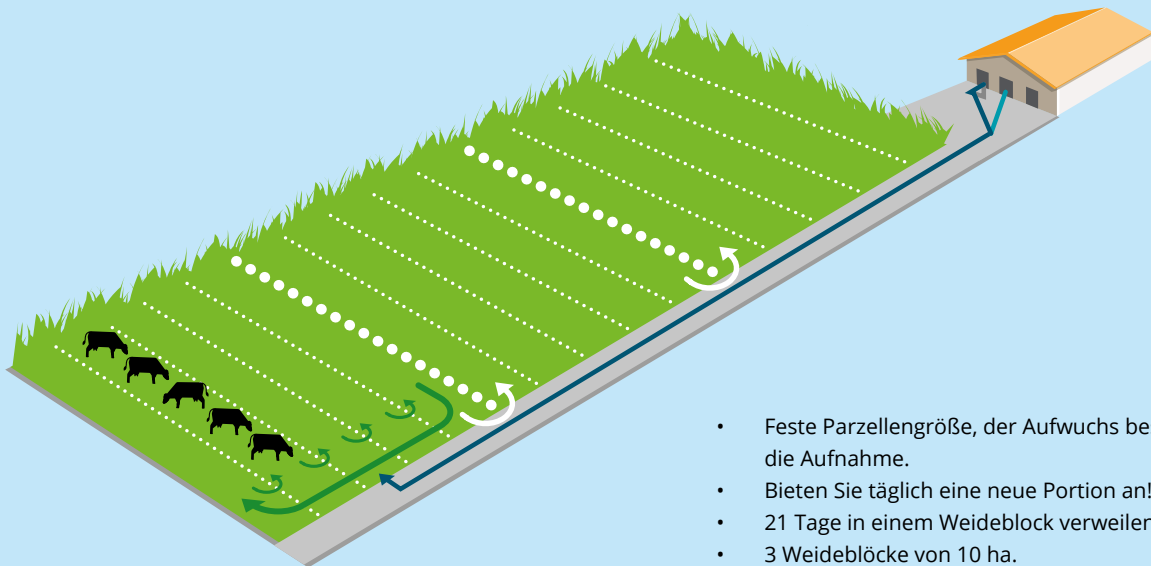 • Feste Parzellengröße, der Aufwuchs be
die Aufnahme.
• Bieten Sie täglich eine neue Portion an!
• 21 Tage in einem Weideblock verweilen
• 3 Weideblöcke von 10 ha.